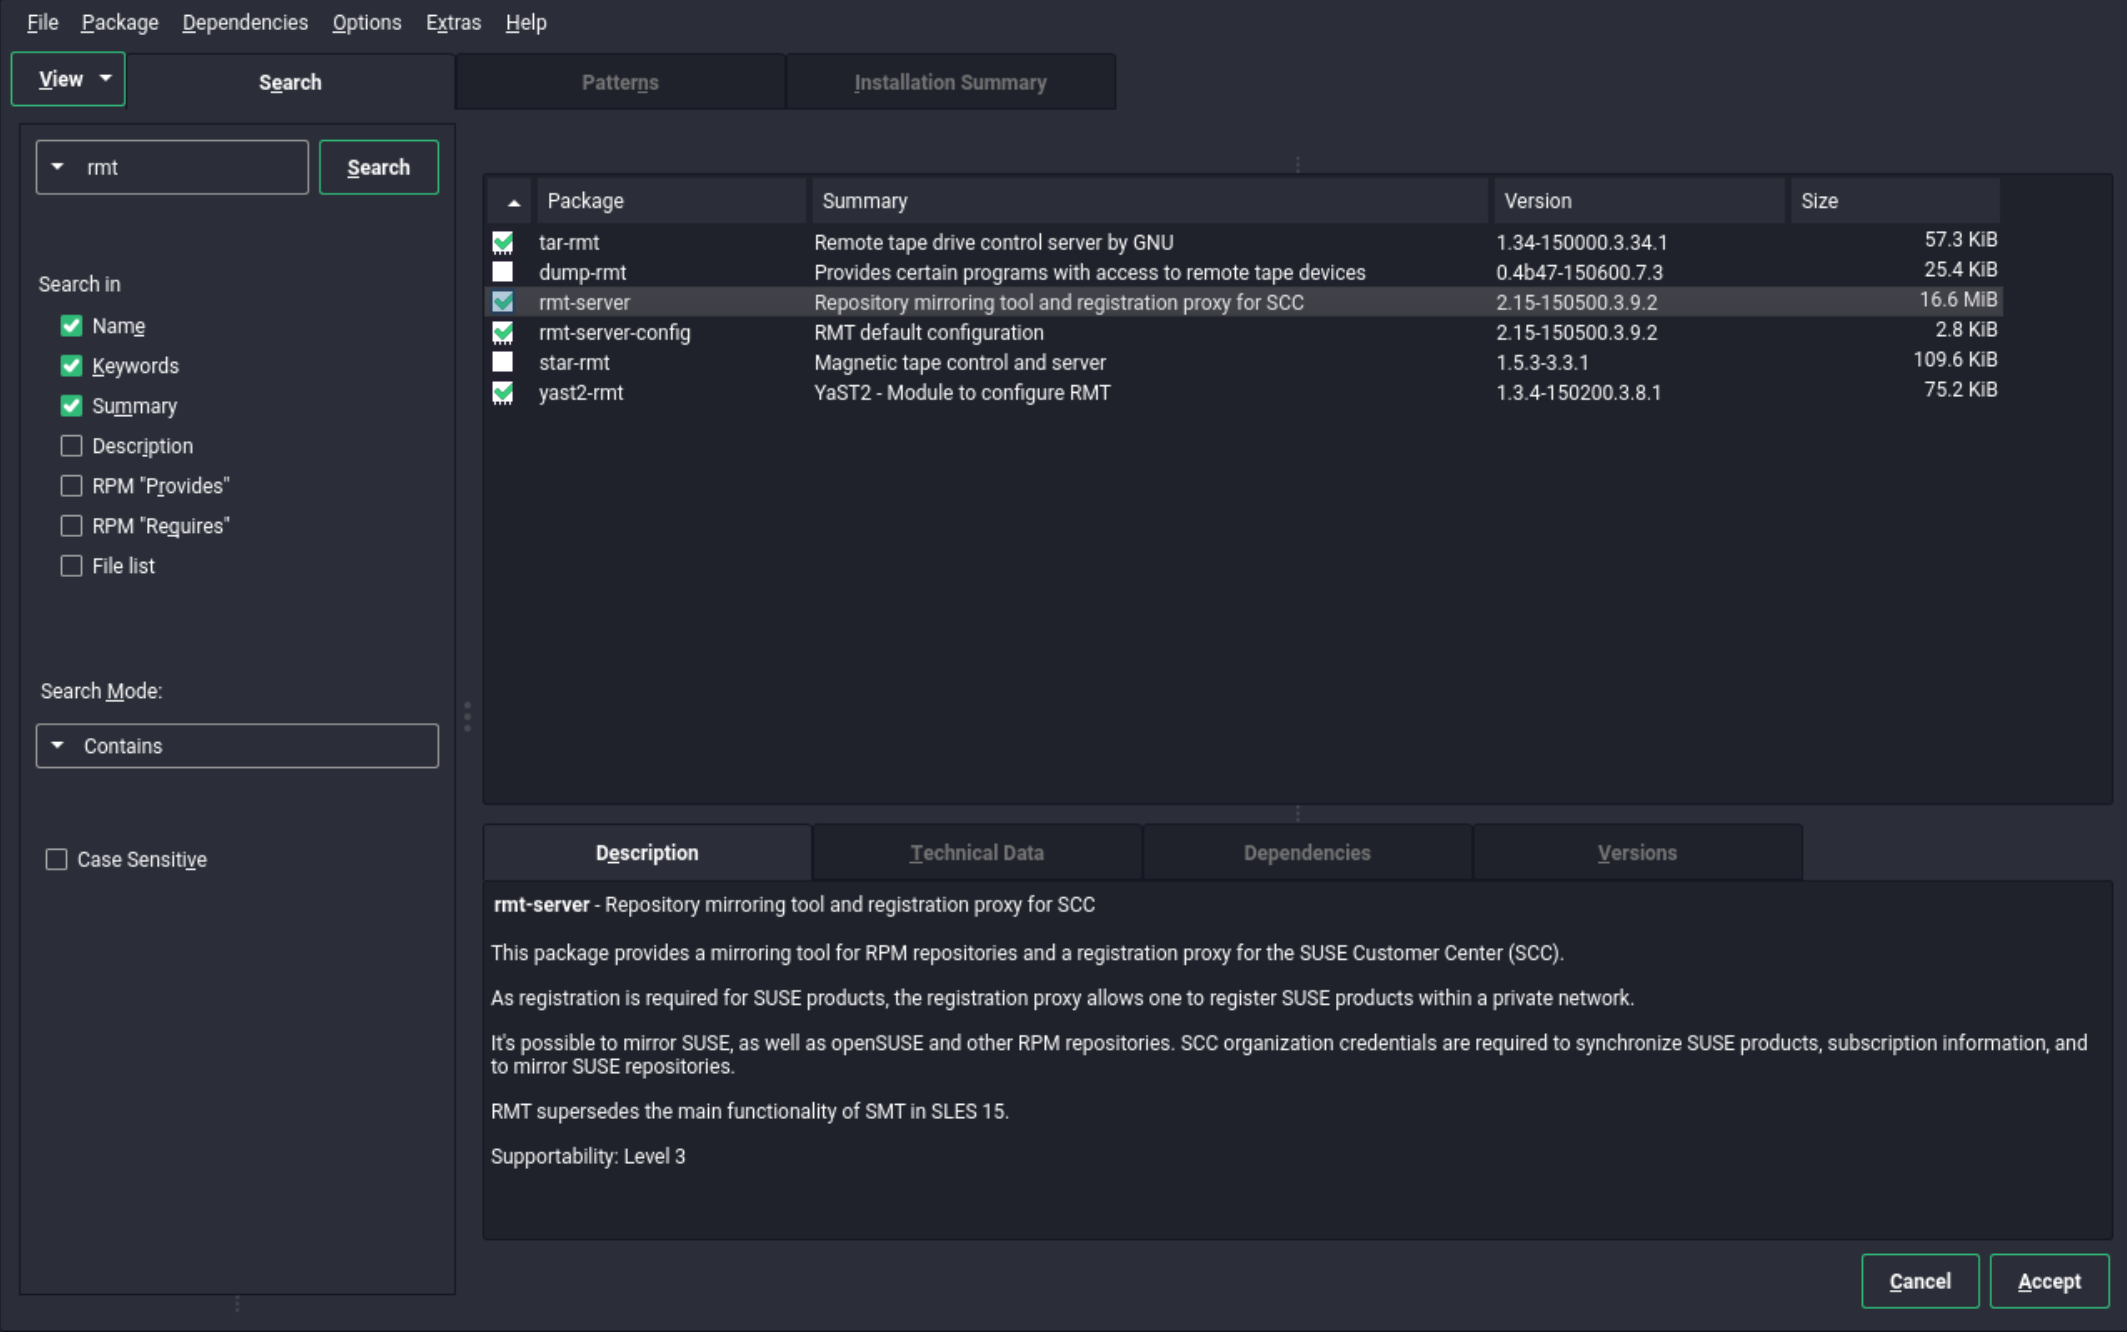 File Package Dependencies Options Extras Help
View Search Patterns Installation Summary
rmt Search
Search in
Name
Keywords
Summary
Description
RPM "Provides"
RPM "Requires"
File list
Search Mode:
Contains
Case Sensitive
Package Summary Version Size
tar-rmt Remote tape drive control server by GNU 1.34-150000.3.34.1 57.3 KiB
dump-rmt Provides certain programs with access to remote tape devices 0.4b47-150600.7.3 25.4 KiB
rmt-server Repository mirroring tool and registration proxy for SCC 2.15-150500.3.9.2 16.6 MiB
rmt-server-config RMT default configuration 2.15-150500.3.9.2 2.8 KiB
star-rmt Magnetic tape control and server 1.5.3-3.3.1 109.6 KiB
yast2-rmt YaST2 - Module to configure RMT 1.3.4-150200.3.8.1 75.2 KiB
Description Technical Data Dependencies Versions
rmt-server - Repository mirroring tool and registration proxy for SCC
This package provides a mirroring tool for RPM repositories and a registration proxy for the SUSE Customer Center (SCC).
As registration is required for SUSE products, the registration proxy allows one to register SUSE products within a private network.
It's possible to mirror SUSE, as well as openSUSE and other RPM repositories. SCC organization credentials are required to synchronize SUSE products, subscription information, and
to mirror SUSE repositories.
RMT supersedes the main functionality of SMT in SLES 15.
Supportability: Level 3
Cancel Accept